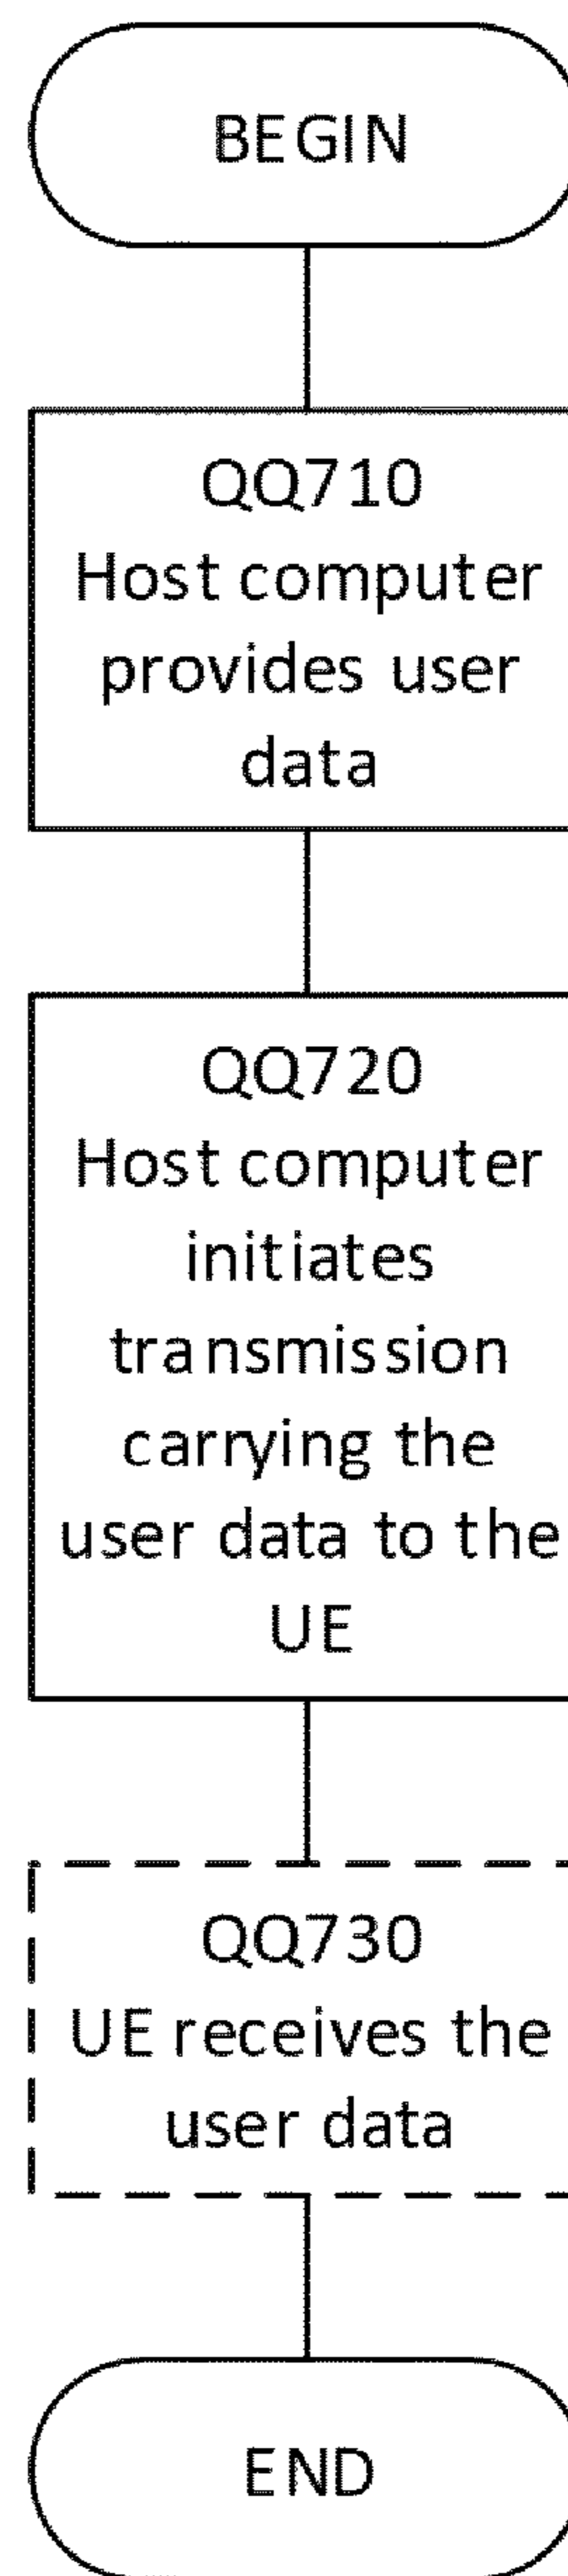 BEGIN
QQ710
Host computer
provides user
data
QQ720
Host computer
initiates
transmission
carrying the
user data to the
UE
QQ730
UE receives the
user data
END